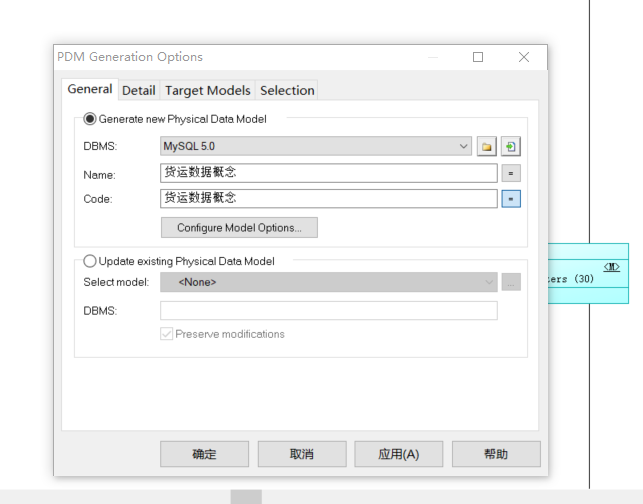 PDM Generation Options
General Detail Target Models Selection
Generate new Physical Data Model
DBMS: MySQL 5.0
Name: 货运数据概念 =
Code: 货运数据概念 =
Configure Model Options...
Update existing Physical Data Model
Select model: <None> ...
DBMS:
Preserve modifications
<M>
ters (30)
确定 取消 应用(A) 帮助